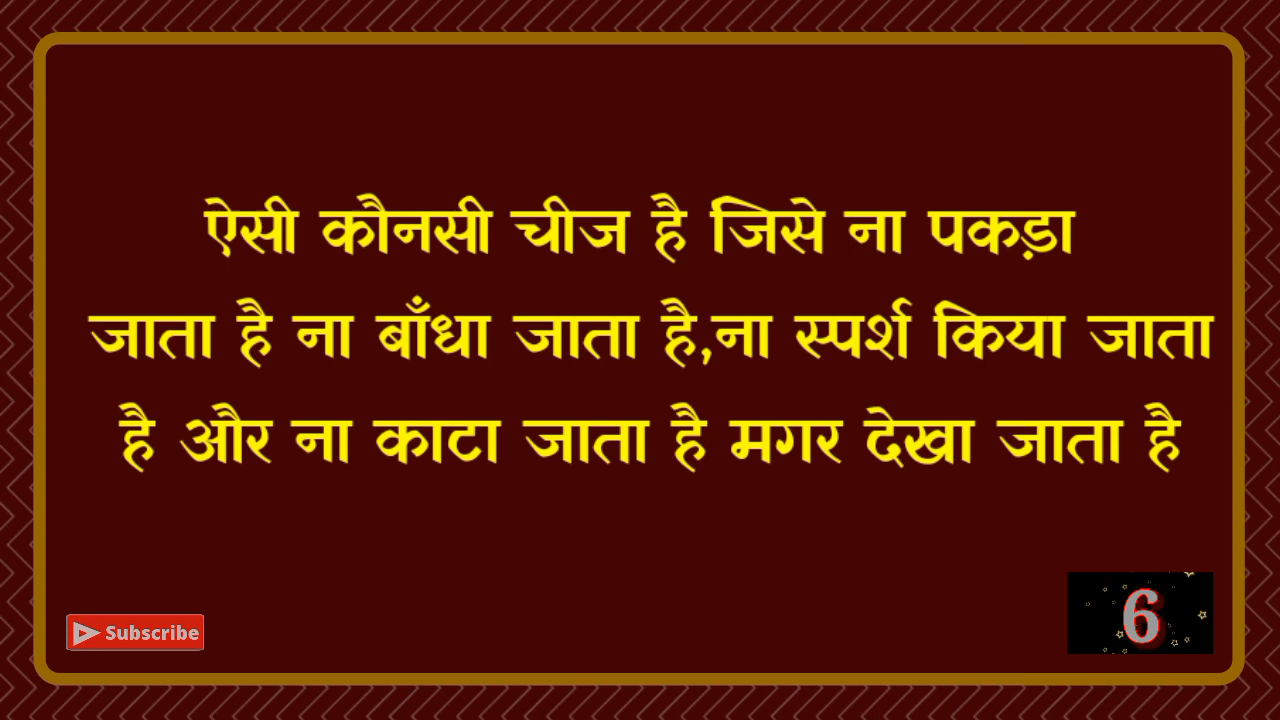 ऐसी कौनसी चीज है जिसे ना पकड़ा
जाता है ना बाँधा जाता है,ना स्पर्श किया जाता
है और ना काटा जाता है मगर देखा जाता है
Subscribe
6